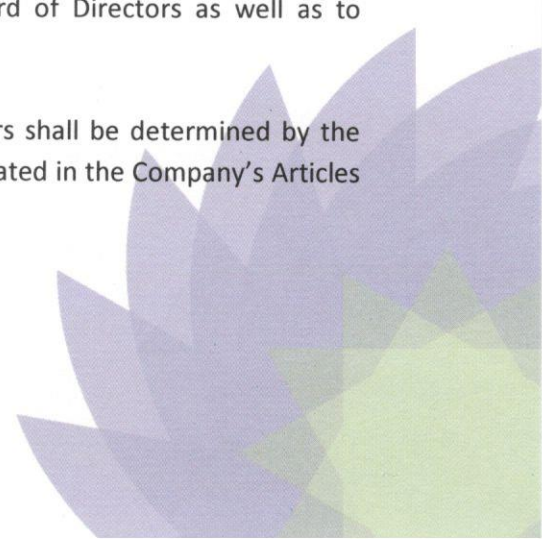 rd of Directors as well as to
rs shall be determined by the
ated in the Company's Articles